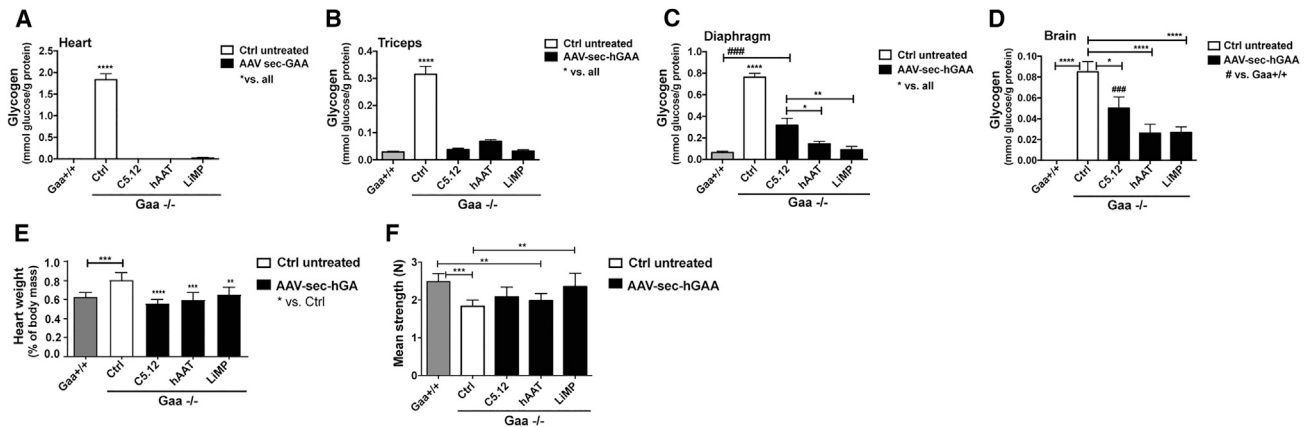 A
Heart
Glycogen
(mmol glucose/g protein)
2.5
2.0
1.5
1.0
0.5
0.0
****
Ctrl untreated
AAV sec-GAA
*vs. all
Gaa+/+
Ctrl
C5.12
hAAT
LiMP
Gaa -/-
B
Triceps
Glycogen
(mmol glucose/g protein)
0.4
0.3
0.2
0.1
0.0
****
Ctrl untreated
AAV-sec-hGAA
* vs. all
Gaa+/+
Ctrl
C5.12
hAAT
LiMP
Gaa -/-
C
Diaphragm
Glycogen
(mmol glucose/g protein)
1.0
0.8
0.6
0.4
0.2
0.0
###
****
**
*
Ctrl untreated
AAV-sec-hGAA
* vs. all
Gaa+/+
Ctrl
C5.12
hAAT
LiMP
Gaa -/-
D
Brain
Glycogen
(mmol glucose/g protein)
0.10
0.08
0.06
0.04
0.02
0.00
****
****
****
*
###
Ctrl untreated
AAV-sec-hGAA
# vs. Gaa+/+
Gaa+/+
Ctrl
C5.12
hAAT
LiMP
Gaa -/-
E
Heart weight
(% of body mass)
1.0
0.8
0.6
0.4
0.2
0.0
***
****
***
**
Ctrl untreated
AAV-sec-hGA
* vs. Ctrl
Gaa+/+
Ctrl
C5.12
hAAT
LiMP
Gaa -/-
F
Mean strength (N)
3
2
1
0
**
**
***
Ctrl untreated
AAV-sec-hGAA
Gaa+/+
Ctrl
C5.12
hAAT
LiMP
Gaa -/-